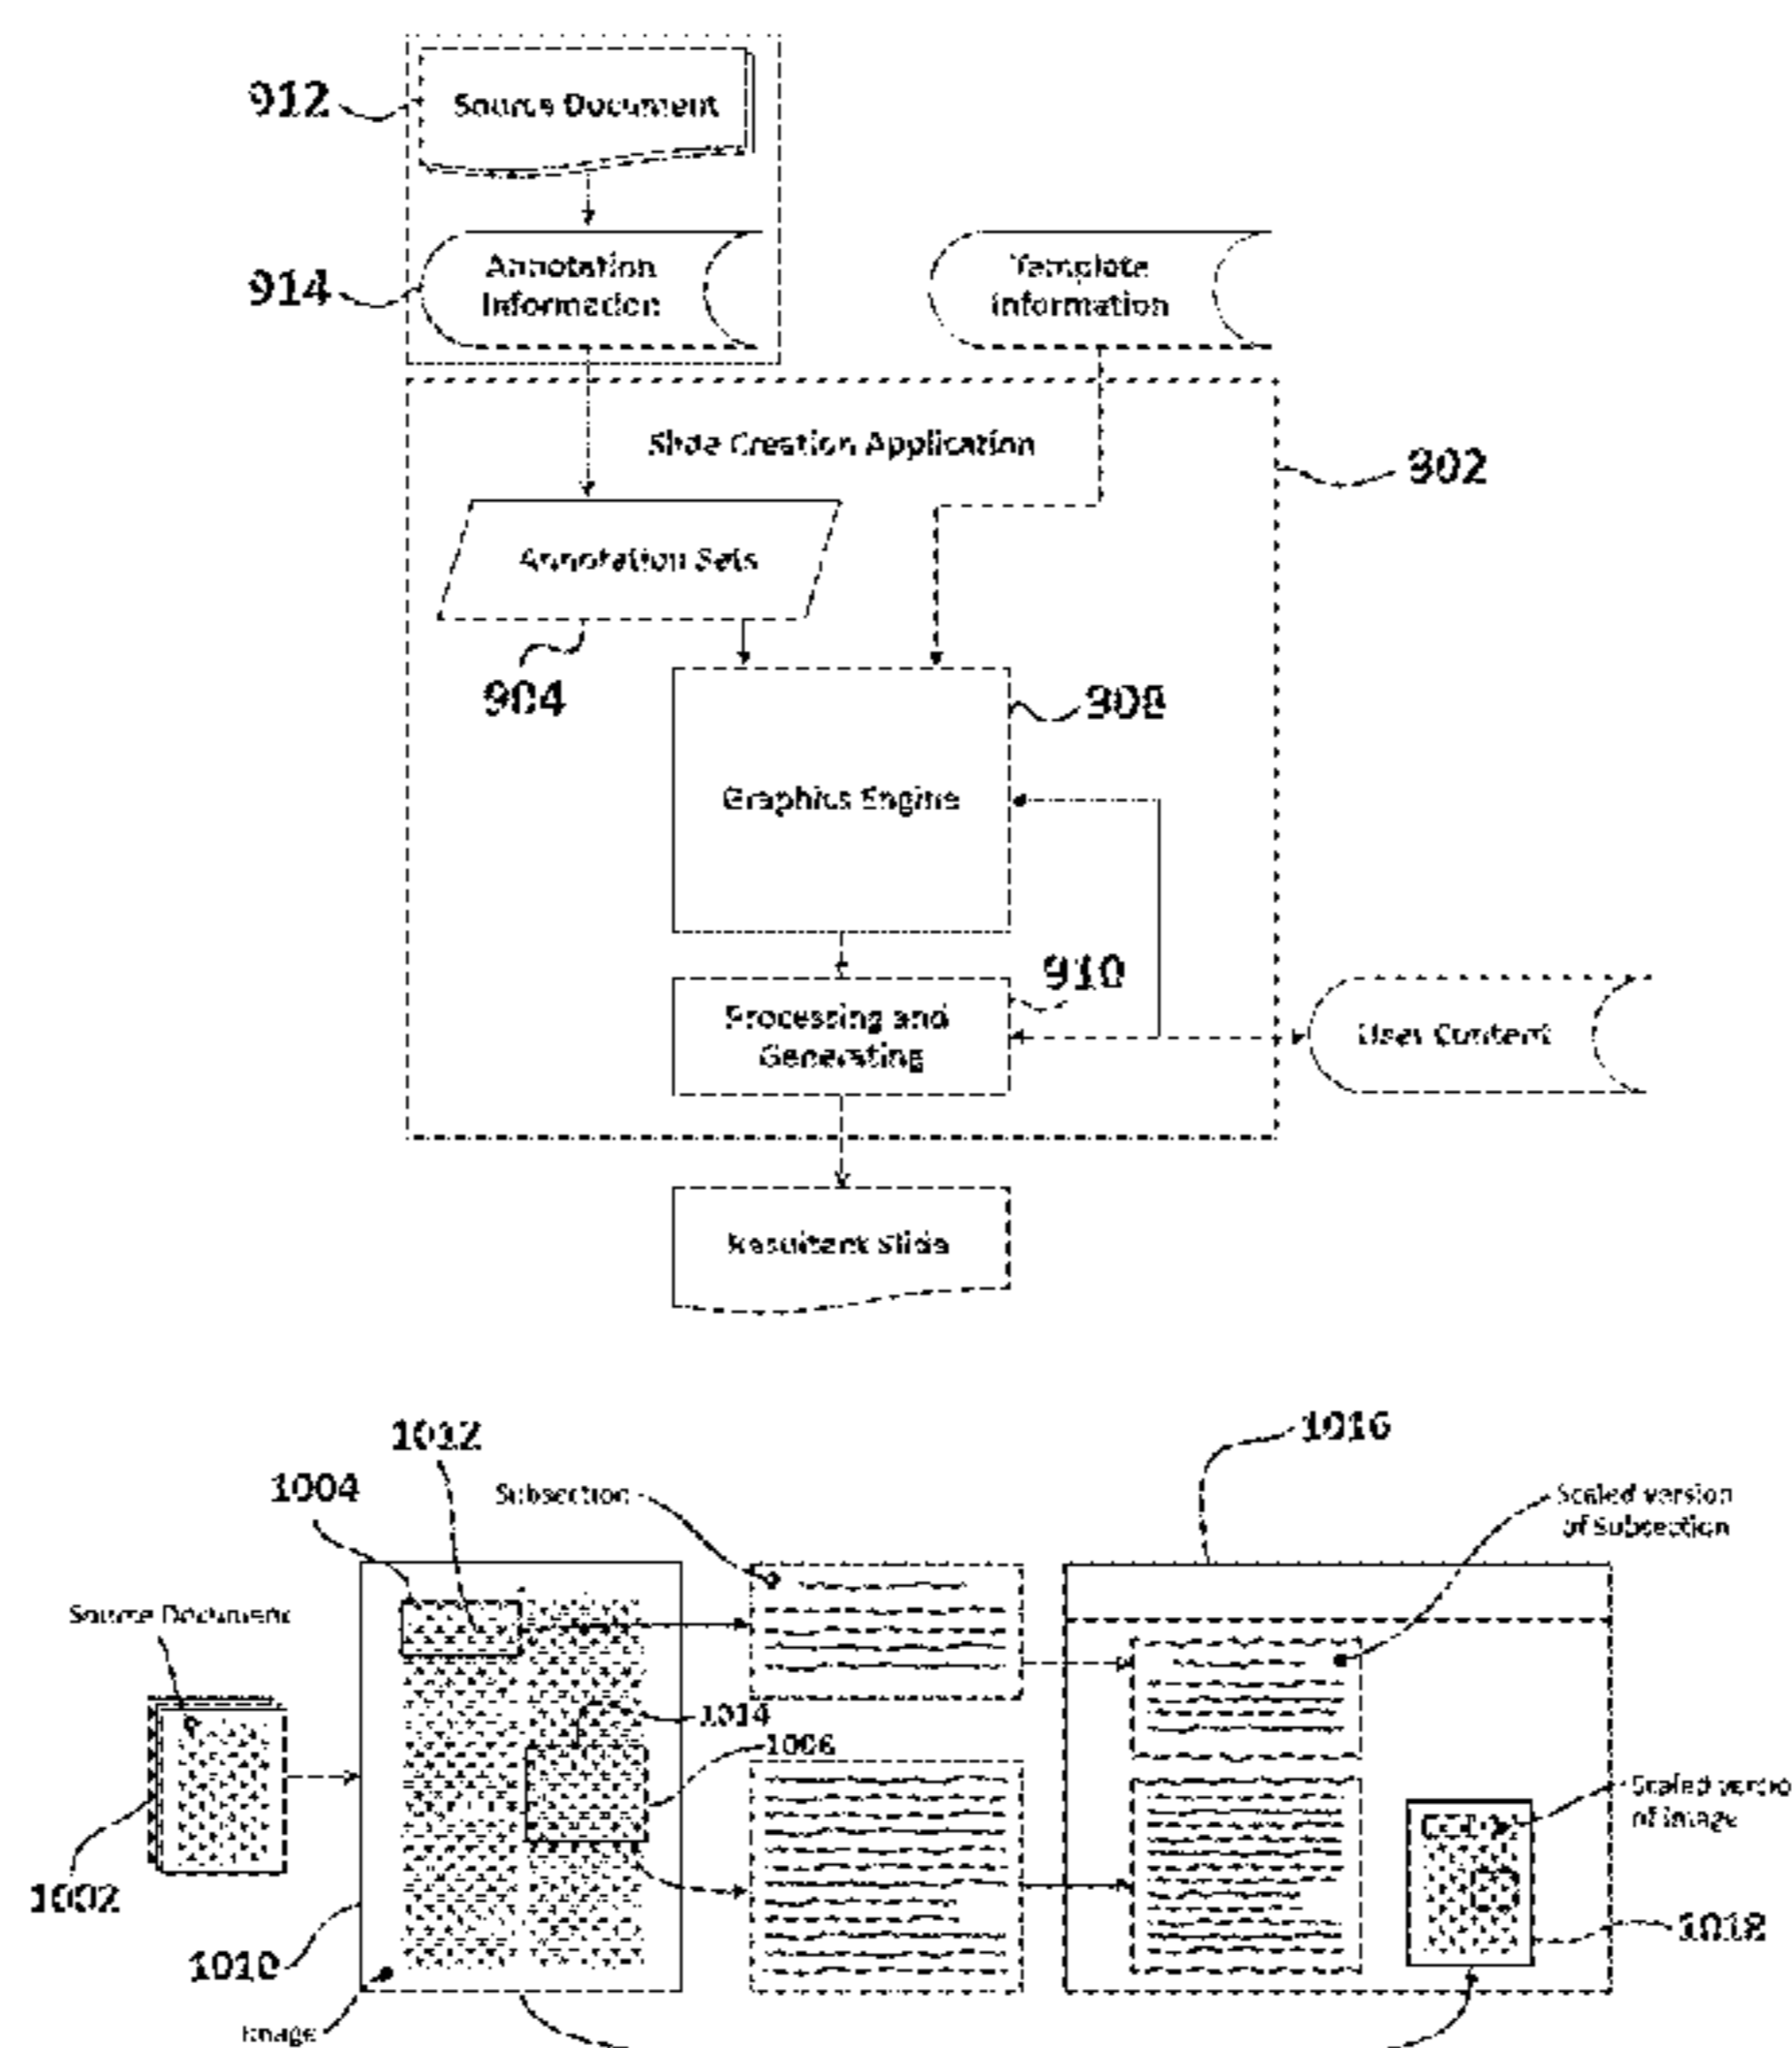 912
Source Document
914
Annotation
Information
Template
Information
Slide Creation Application
902
Annotation Sets
904
908
Graphics Engine
910
Processing and
Generating
User Content
Resultant Slide
1012
1016
1004
Subsection
Scaled version
of Subsection
Source Document
1014
1006
Scaled versio
of Image
1002
1018
1010
Image